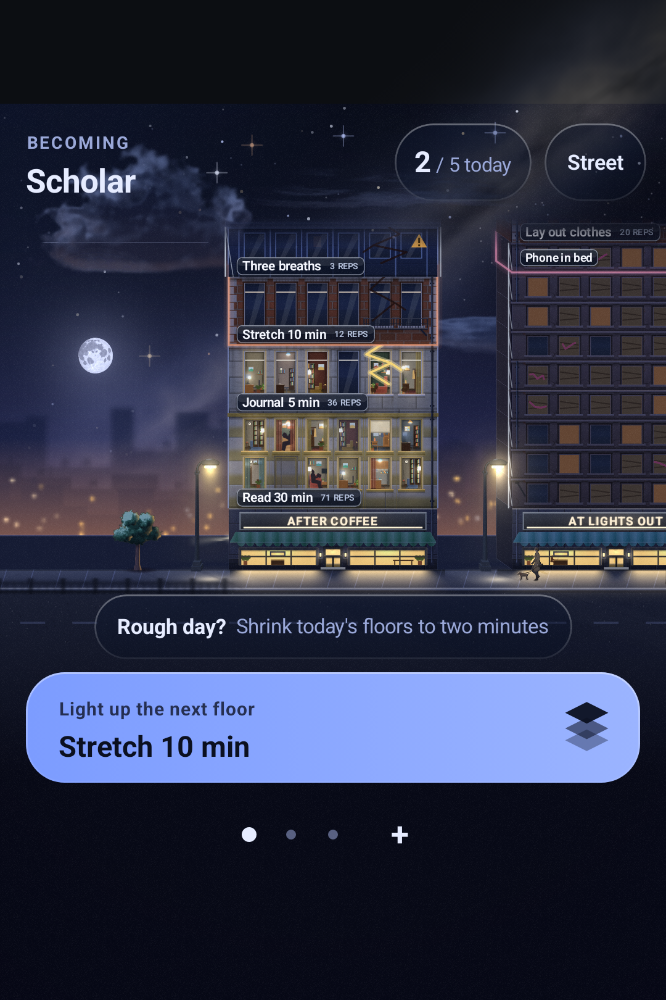 BECOMING
Scholar
2 / 5 today
Street
Three breaths 3 REPS
Stretch 10 min 12 REPS
Journal 5 min 36 REPS
Read 30 min 71 REPS
AFTER COFFEE
Lay out clothes 20 REPS
Phone in bed
AT LIGHTS OUT
Rough day? Shrink today's floors to two minutes
Light up the next floor
Stretch 10 min
+